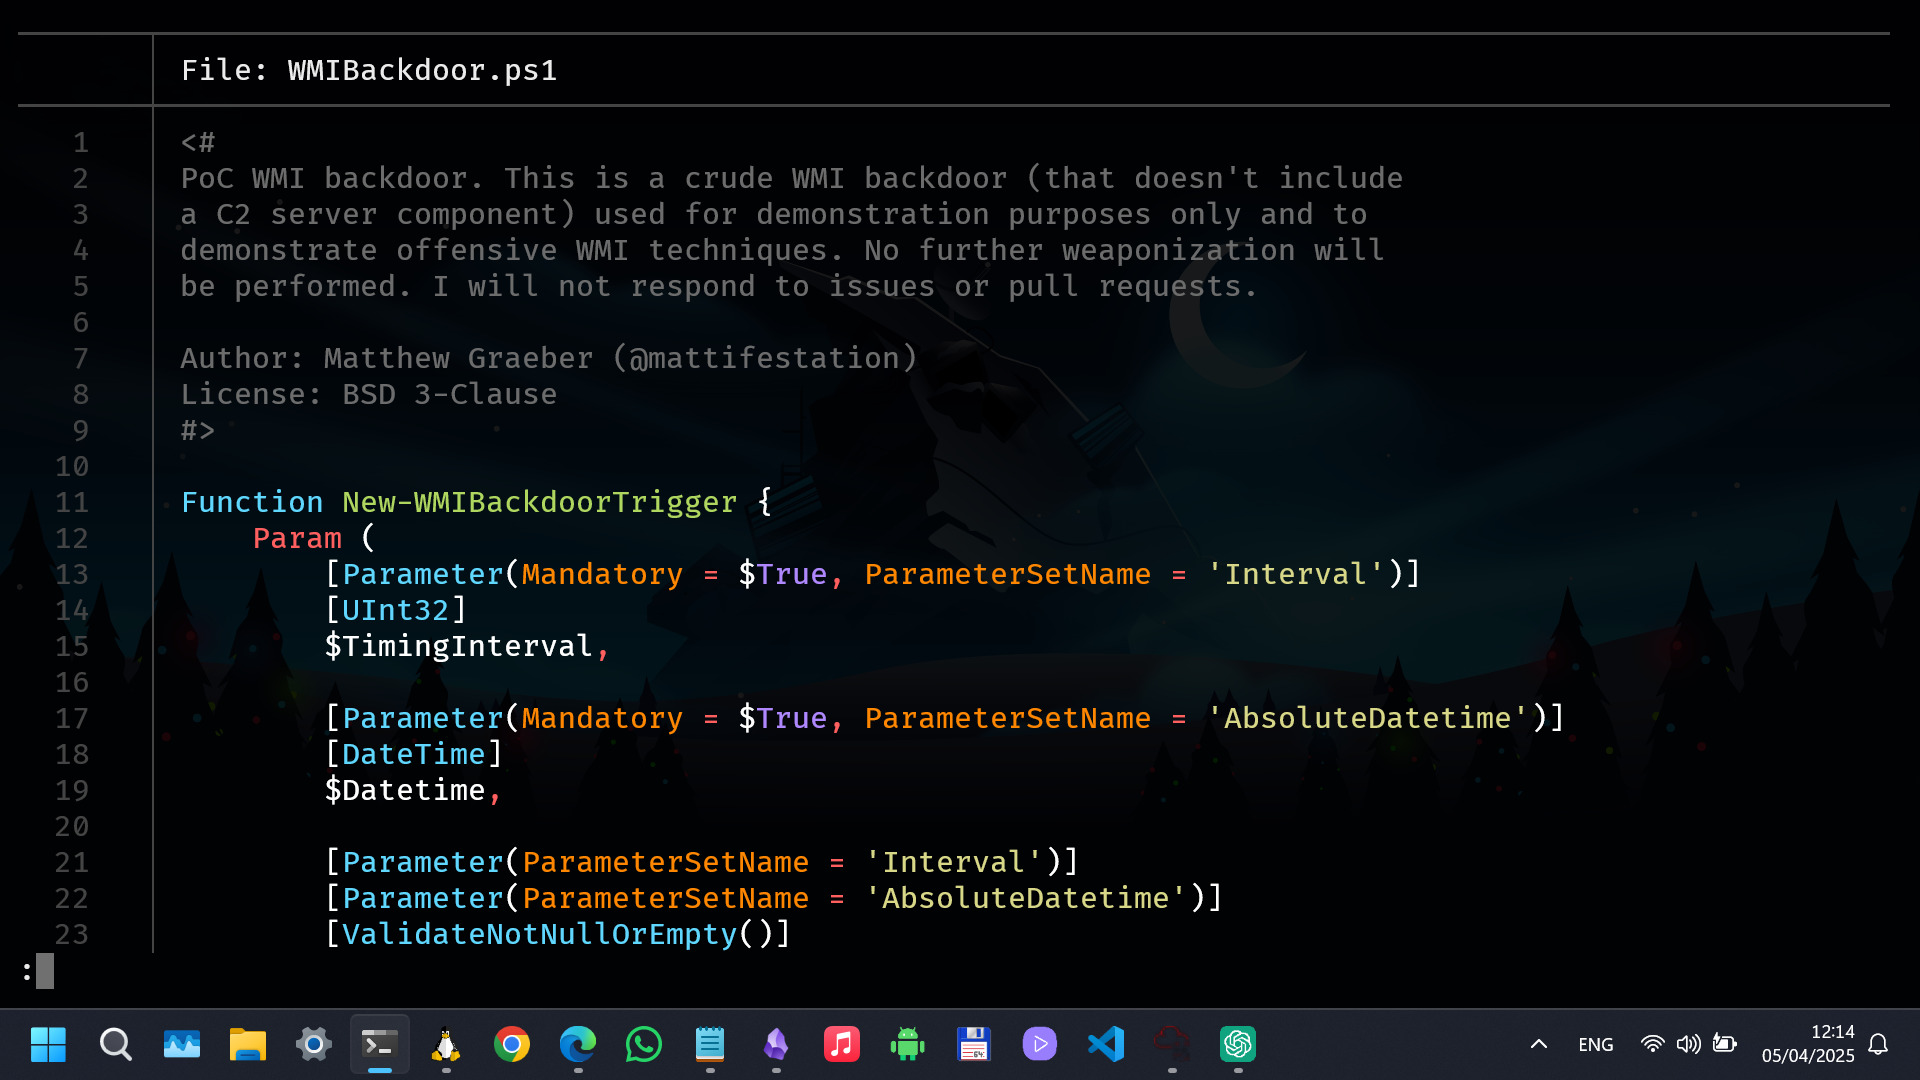 File: WMIBackdoor.ps1
1 <#
2 PoC WMI backdoor. This is a crude WMI backdoor (that doesn't include
3 a C2 server component) used for demonstration purposes only and to
4 demonstrate offensive WMI techniques. No further weaponization will
5 be performed. I will not respond to issues or pull requests.
6
7 Author: Matthew Graeber (@mattifestation)
8 License: BSD 3-Clause
9 #>
10
11 Function New-WMIBackdoorTrigger {
12     Param (
13         [Parameter(Mandatory = $True, ParameterSetName = 'Interval')]
14         [UInt32]
15         $TimingInterval,
16
17         [Parameter(Mandatory = $True, ParameterSetName = 'AbsoluteDatetime')]
18         [DateTime]
19         $Datetime,
20
21         [Parameter(ParameterSetName = 'Interval')]
22         [Parameter(ParameterSetName = 'AbsoluteDatetime')]
23         [ValidateNotNullOrEmpty()]
:
64
ENG
12:14
05/04/2025